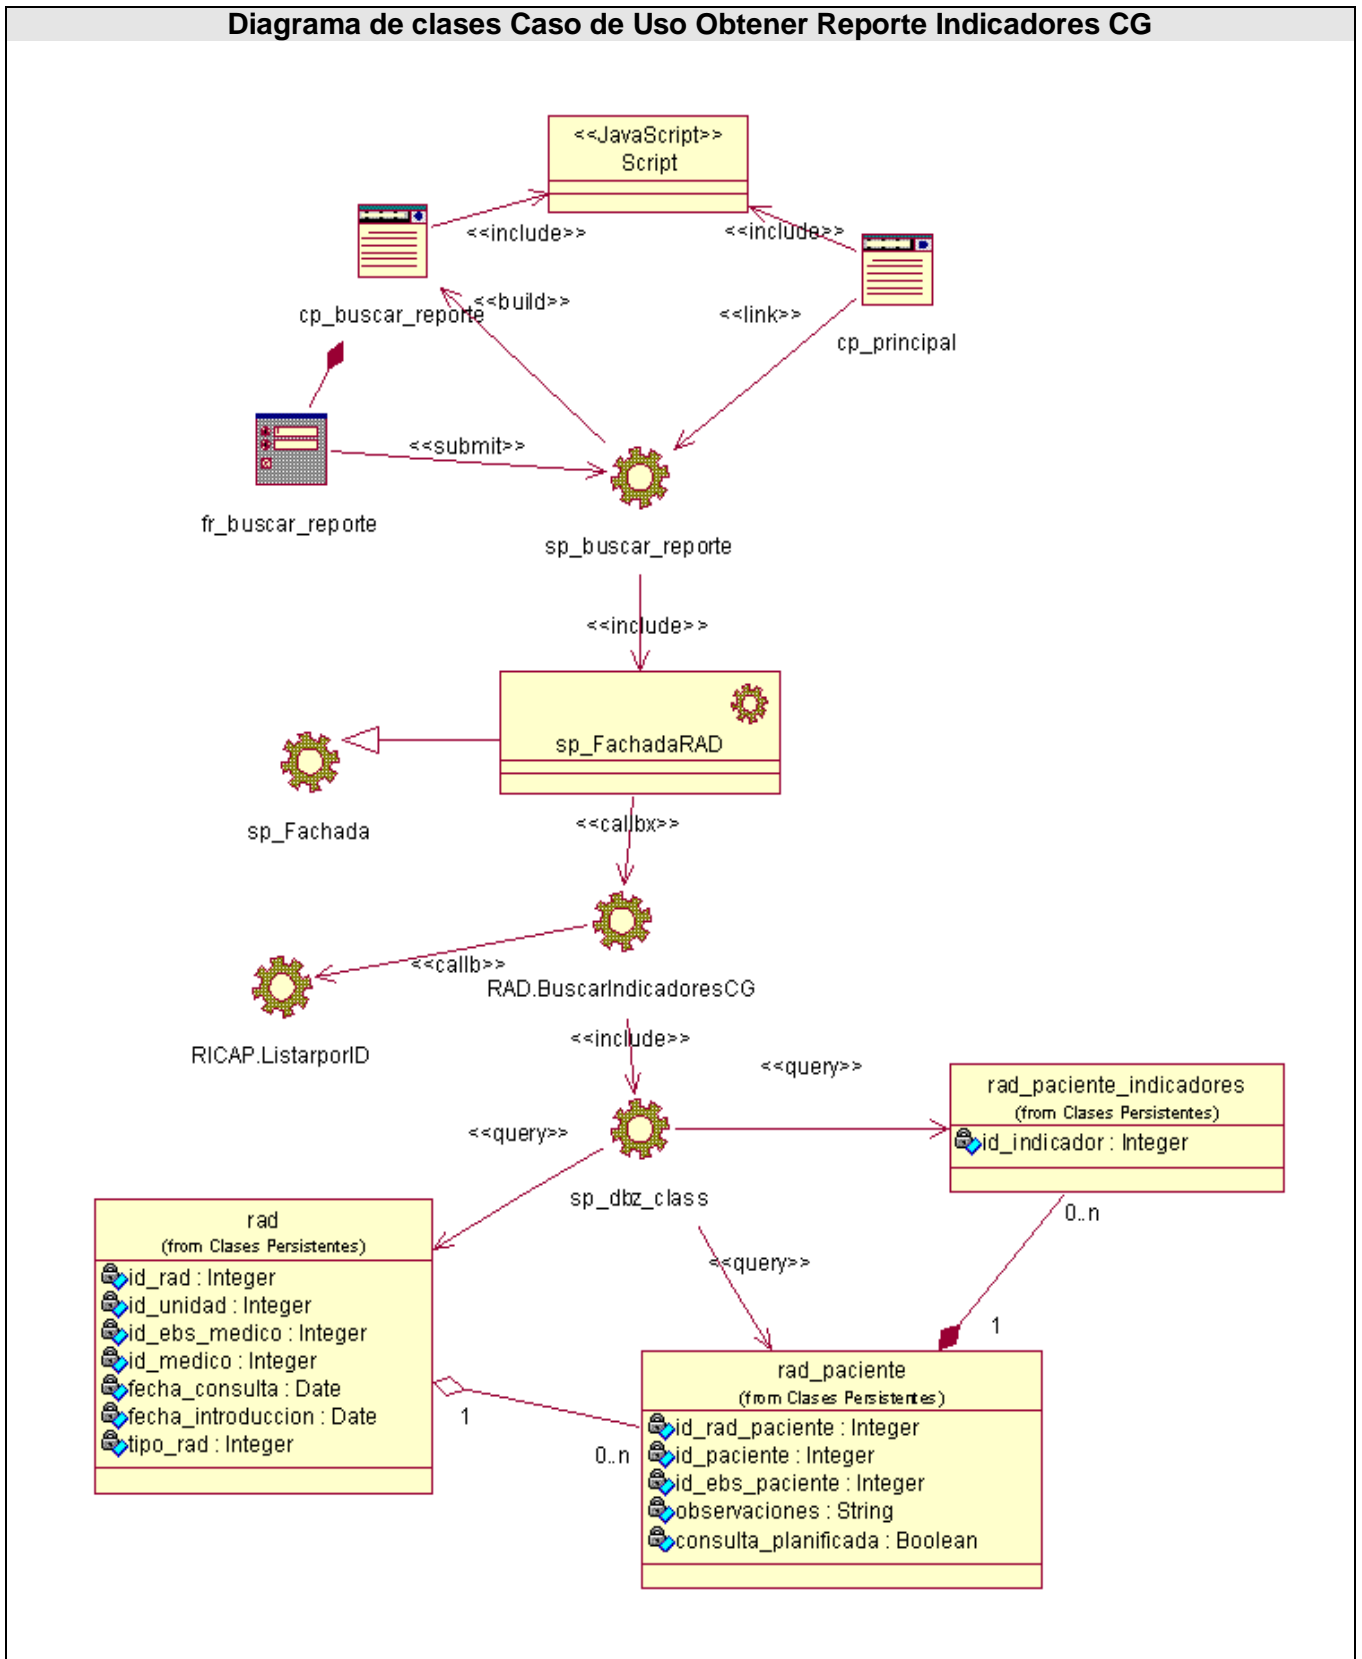 Diagrama de clases Caso de Uso Obtener Reporte Indicadores CG
<<JavaScript>>
Script
<<include>>
<<include>>
cp_buscar_reporte
<<build>>
<<link>>
cp_principal
<<submit>>
fr_buscar_reporte
sp_buscar_reporte
<<include>>
sp_FachadaRAD
sp_Fachada
<<callbx>>
<<callb>>
RAD.BuscarIndicadoresCG
RICAP.ListarporID
<<include>>
<<query>>
rad_paciente_indicadores
(from Clases Persistentes)
id_indicador : Integer
<<query>>
sp_dbz_class
0..n
rad
(from Clases Persistentes)
id_rad : Integer
id_unidad : Integer
id_ebs_medico : Integer
id_medico : Integer
fecha_consulta : Date
fecha_introduccion : Date
tipo_rad : Integer
<<query>>
1
1
0..n
rad_paciente
(from Clases Persistentes)
id_rad_paciente : Integer
id_paciente : Integer
id_ebs_paciente : Integer
observaciones : String
consulta_planificada : Boolean